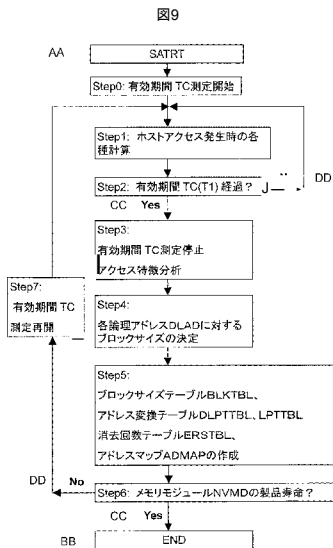 図9
AA
SATRT
Step0: 有効期間 TC測定開始
Step1: ホストアクセス発生時の各
種計算
Step2: 有効期間 TC(T1) 経過？
DD
CC Yes
Step3:
有効期間 TC測定停止
アクセス特徴分析
Step7:
有効期間 TC
測定再開
Step4:
各論理アドレスDLADに対する
ブロックサイズの決定
Step5:
ブロックサイズテーブルBLKTBL、
アドレス変換テーブルDLPTTBL、LPTTBL
消去回数テーブルERSTBL、
アドレスマップADMAPの作成
DD No
Step6: メモリモジュールNVMDの製品寿命？
CC Yes
BB
END